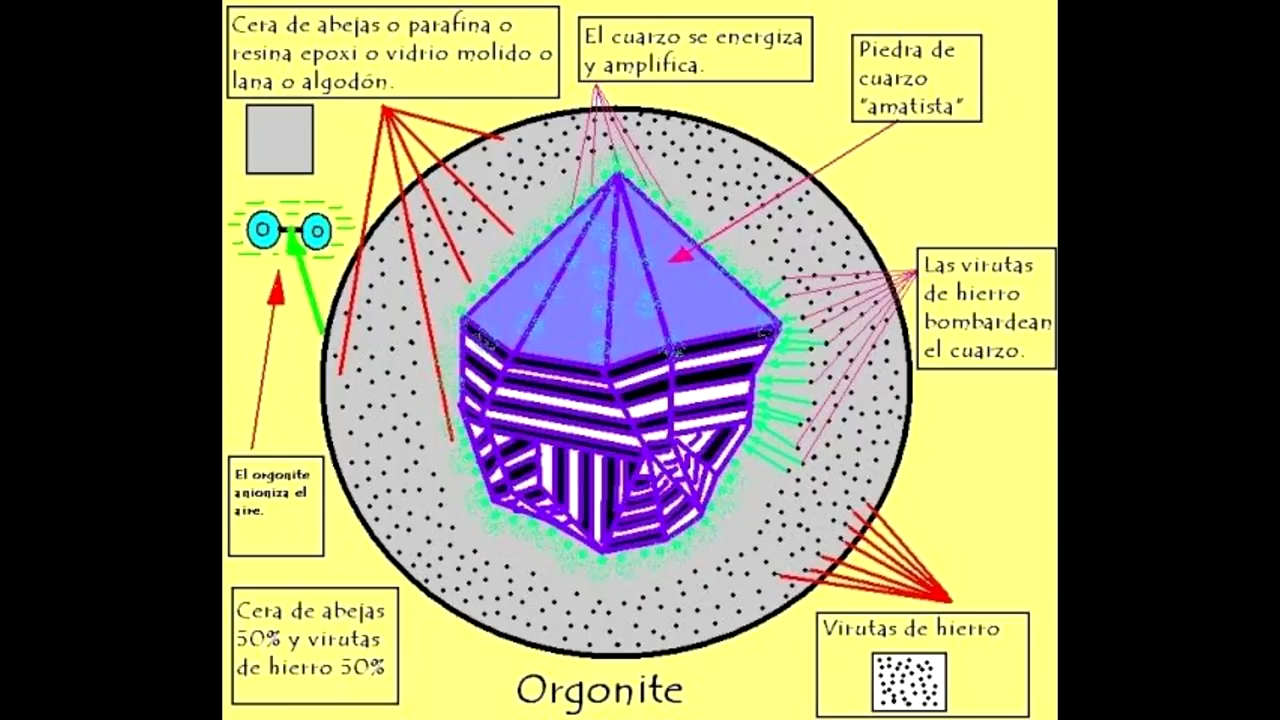 Cera de abejas o parafina o
resina epoxi o vidrio molido o
lana o algodón.
El cuarzo se energiza
y amplifica.
Piedra de
cuarzo
"amatista"
Las virutas
de hierro
bombardean
el cuarzo.
El orgonite
anioniza el
aire.
Cera de abejas
50% y virutas
de hierro 50%
Virutas de hierro
Orgonite